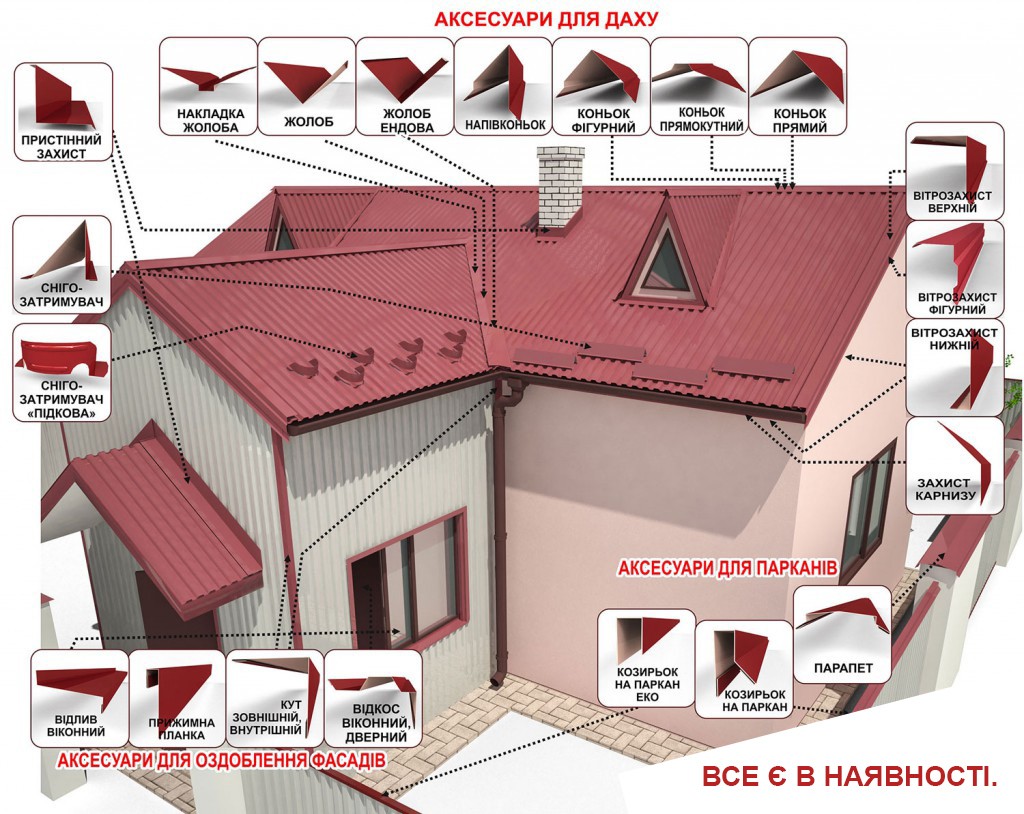 АКСЕСУАРИ ДЛЯ ДАХУ
ПРИСТІННИЙ
ЗАХИСТ
НАКЛАДКА
ЖОЛОБА
ЖОЛОБ
ЖОЛОБ
ЕНДОВА
НАПІВКОНЬОК
КОНЬОК
ФІГУРНИЙ
КОНЬОК
ПРЯМОКУТНИЙ
КОНЬОК
ПРЯМИЙ
ВІТРОЗАХИСТ
ВЕРХНІЙ
СНІГО-
ЗАТРИМУВАЧ
ВІТРОЗАХИСТ
ФІГУРНИЙ
ВІТРОЗАХИСТ
НИЖНІЙ
СНІГО-
ЗАТРИМУВАЧ
«ПІДКОВА»
ЗАХИСТ
КАРНИЗУ
АКСЕСУАРИ ДЛЯ ПАРКАНІВ
КОЗИРЬОК
НА ПАРКАН
ЕКО
КОЗИРЬОК
НА ПАРКАН
ПАРАПЕТ
ВІДЛИВ
ВІКОННИЙ
ПРИЖИМНА
ПЛАНКА
КУТ
ЗОВНІШНІЙ,
ВНУТРІШНІЙ
ВІДКОС
ВІКОННИЙ,
ДВЕРНИЙ
АКСЕСУАРИ ДЛЯ ОЗДОБЛЕННЯ ФАСАДІВ
ВСЕ Є В НАЯВНОСТІ.